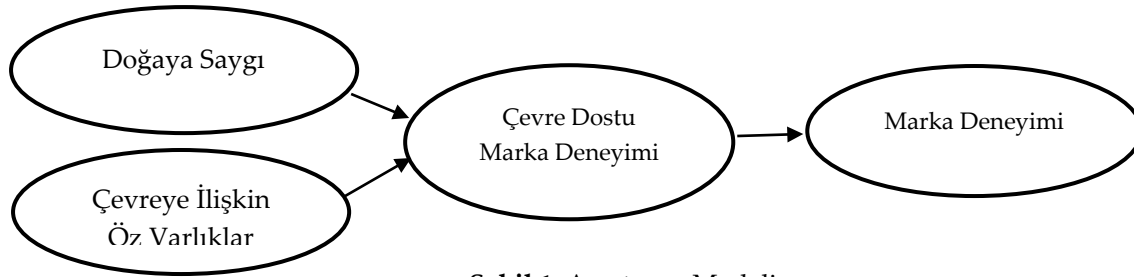 Doğaya Saygı
Çevre Dostu
Marka Deneyimi
Marka Deneyimi
Çevreye İlişkin
Öz Varlıklar
Şekil 1. Araştırma Modeli